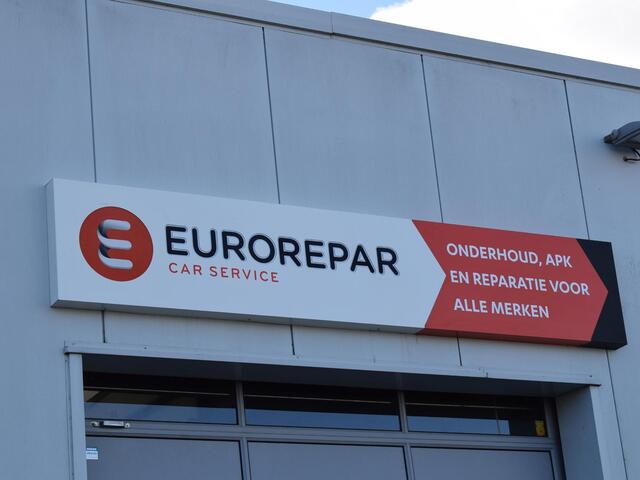 EUROREPAR
CAR SERVICE
ONDERHOUD, APK
EN REPARATIE VOOR
ALLE MERKEN